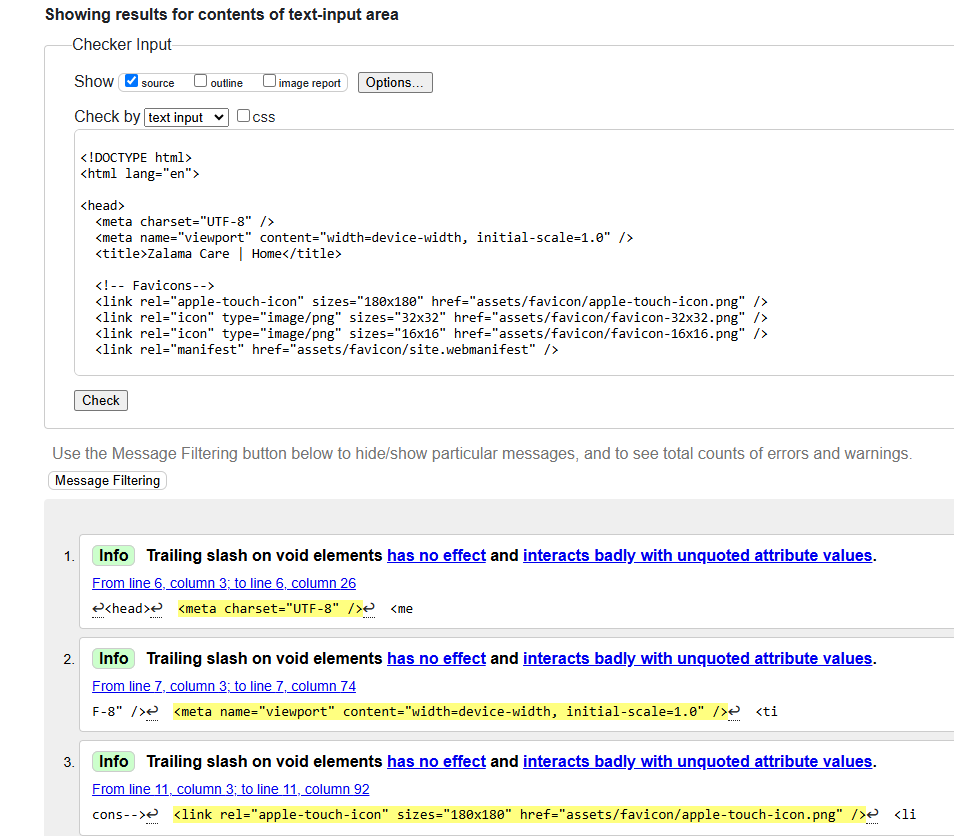 Showing results for contents of text-input area
Checker Input
Show source outline image report Options...
Check by text input css
<!DOCTYPE html>
<html lang="en">
<head>
<meta charset="UTF-8" />
<meta name="viewport" content="width=device-width, initial-scale=1.0" />
<title>Zalama Care | Home</title>
<!-- Favicons-->
<link rel="apple-touch-icon" sizes="180x180" href="assets/favicon/apple-touch-icon.png" />
<link rel="icon" type="image/png" sizes="32x32" href="assets/favicon/favicon-32x32.png" />
<link rel="icon" type="image/png" sizes="16x16" href="assets/favicon/favicon-16x16.png" />
<link rel="manifest" href="assets/favicon/site.webmanifest" />
Check
Use the Message Filtering button below to hide/show particular messages, and to see total counts of errors and warnings.
Message Filtering
1. Info Trailing slash on void elements has no effect and interacts badly with unquoted attribute values.
From line 6, column 3; to line 6, column 26
↩<head>↩ <meta charset="UTF-8" />↩ <me
2. Info Trailing slash on void elements has no effect and interacts badly with unquoted attribute values.
From line 7, column 3; to line 7, column 74
F-8" />↩ <meta name="viewport" content="width=device-width, initial-scale=1.0" />↩ <ti
3. Info Trailing slash on void elements has no effect and interacts badly with unquoted attribute values.
From line 11, column 3; to line 11, column 92
cons-->↩ <link rel="apple-touch-icon" sizes="180x180" href="assets/favicon/apple-touch-icon.png" />↩ <li